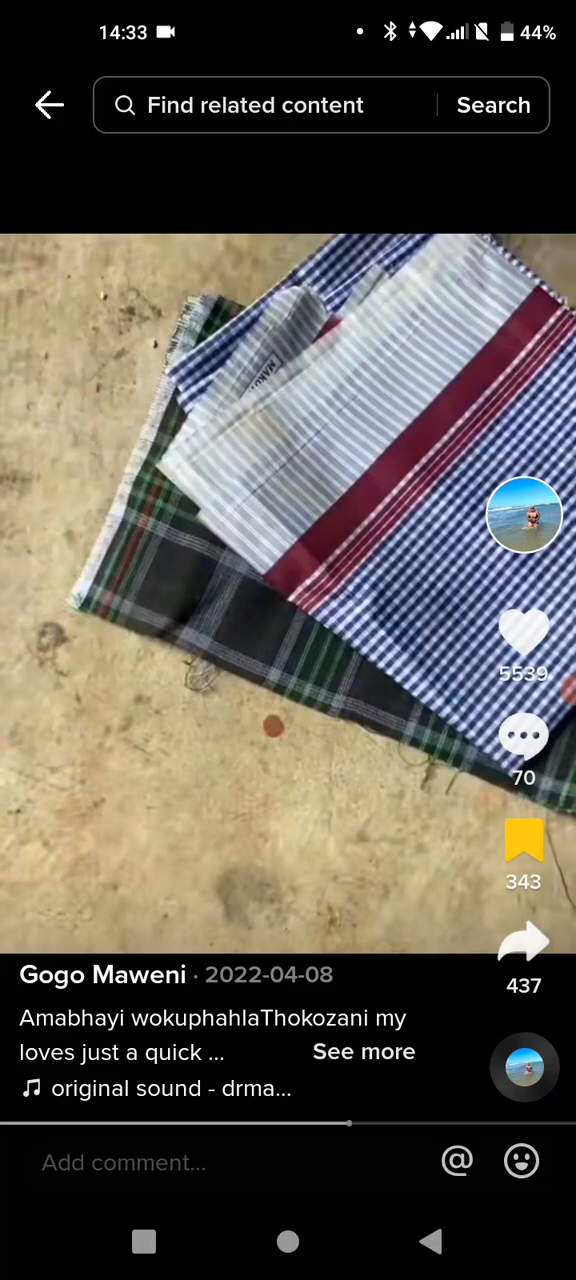 14:33
44%
Find related content
Search
5539
70
343
437
Gogo Maweni · 2022-04-08
Amabhayi wokuphahlaThokozani my
loves just a quick ... See more
original sound - drma...
Add comment...
@